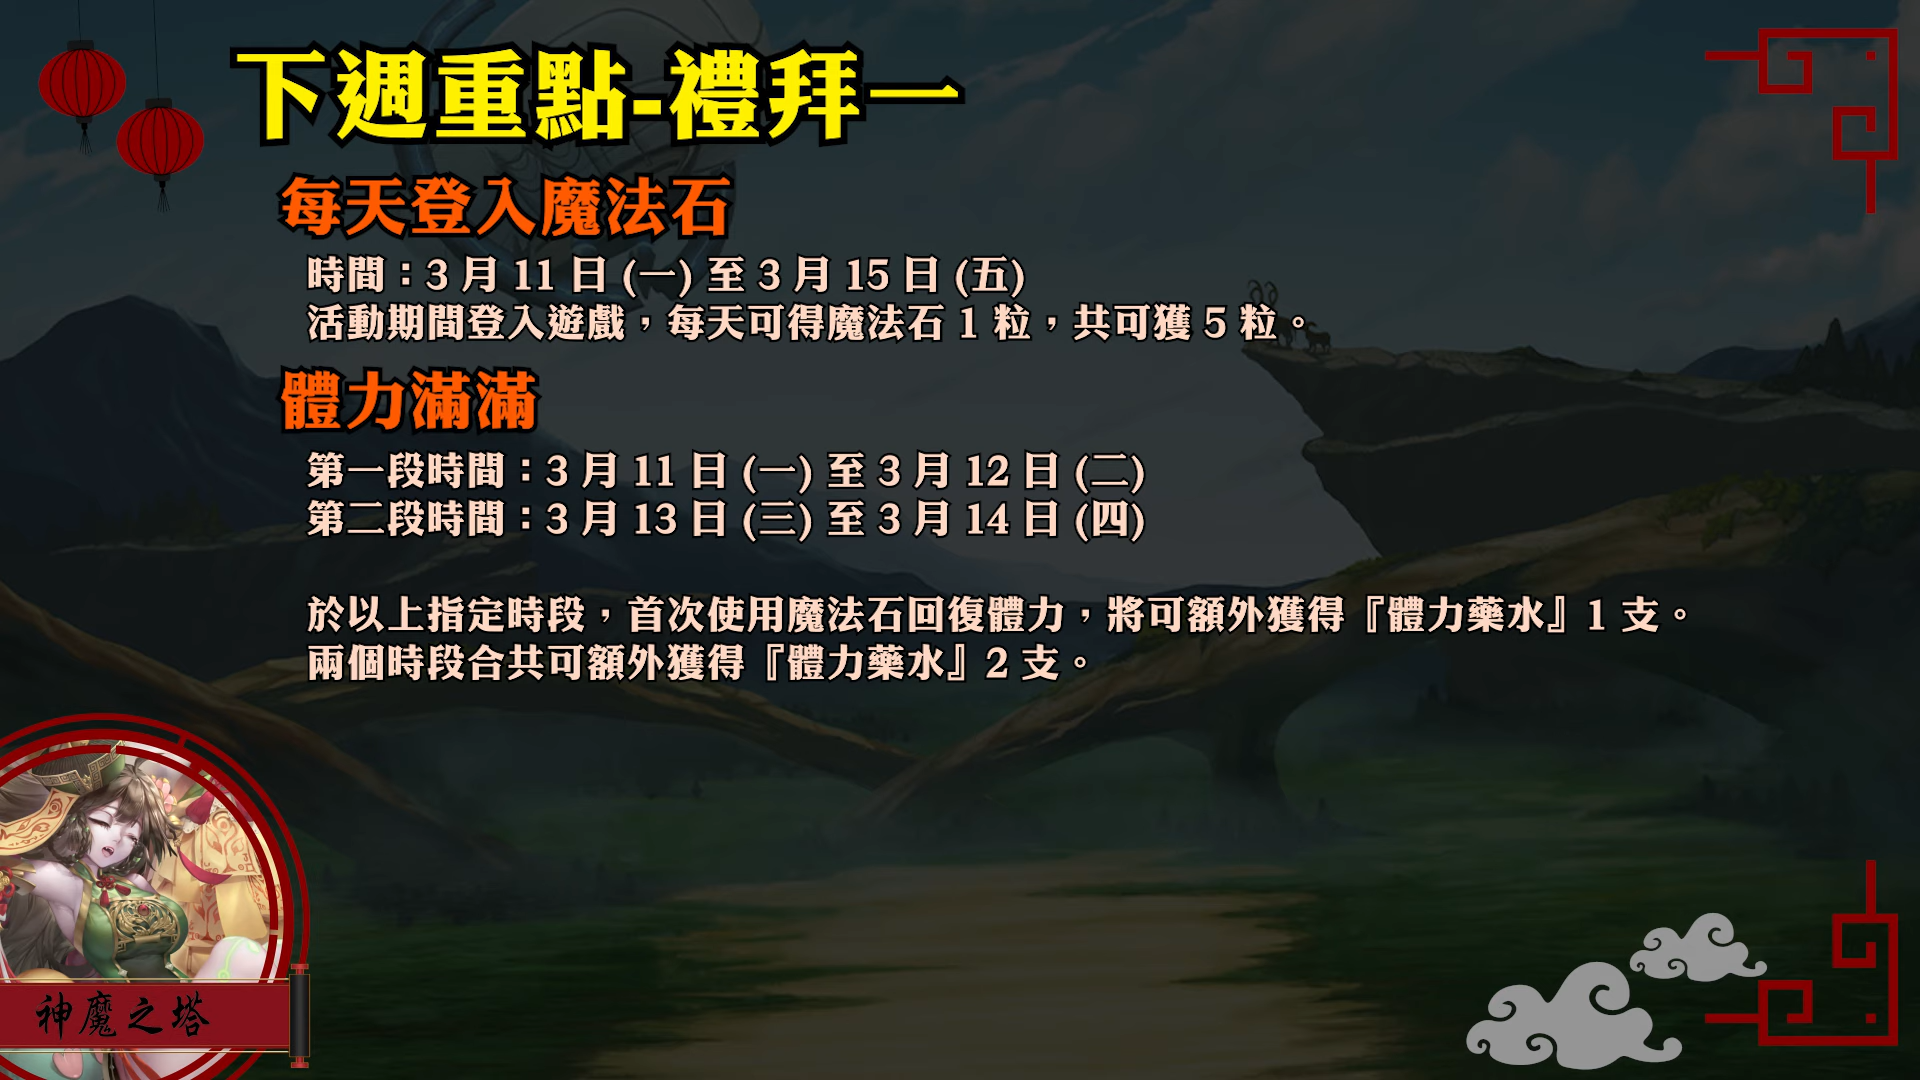 下週重點-禮拜一
每天登入魔法石
時間：3 月 11 日 (一) 至 3 月 15 日 (五)
活動期間登入遊戲，每天可得魔法石 1 粒，共可獲 5 粒。
體力滿滿
第一段時間：3 月 11 日 (一) 至 3 月 12 日 (二)
第二段時間：3 月 13 日 (三) 至 3 月 14 日 (四)
於以上指定時段，首次使用魔法石回復體力，將可額外獲得『體力藥水』1 支。
兩個時段合共可額外獲得『體力藥水』2 支。
神魔之塔